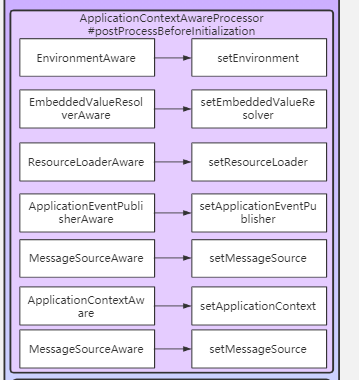 ApplicationContextAwareProcessor
#postProcessBeforeInitialization
EnvironmentAware
setEnvironment
EmbeddedValueResol
verAware
setEmbeddedValueRe
solver
ResourceLoaderAware
setResourceLoader
ApplicationEventPubli
sherAware
setApplicationEventPu
blisher
MessageSourceAware
setMessageSource
ApplicationContextAw
are
setApplicationContext
MessageSourceAware
setMessageSource